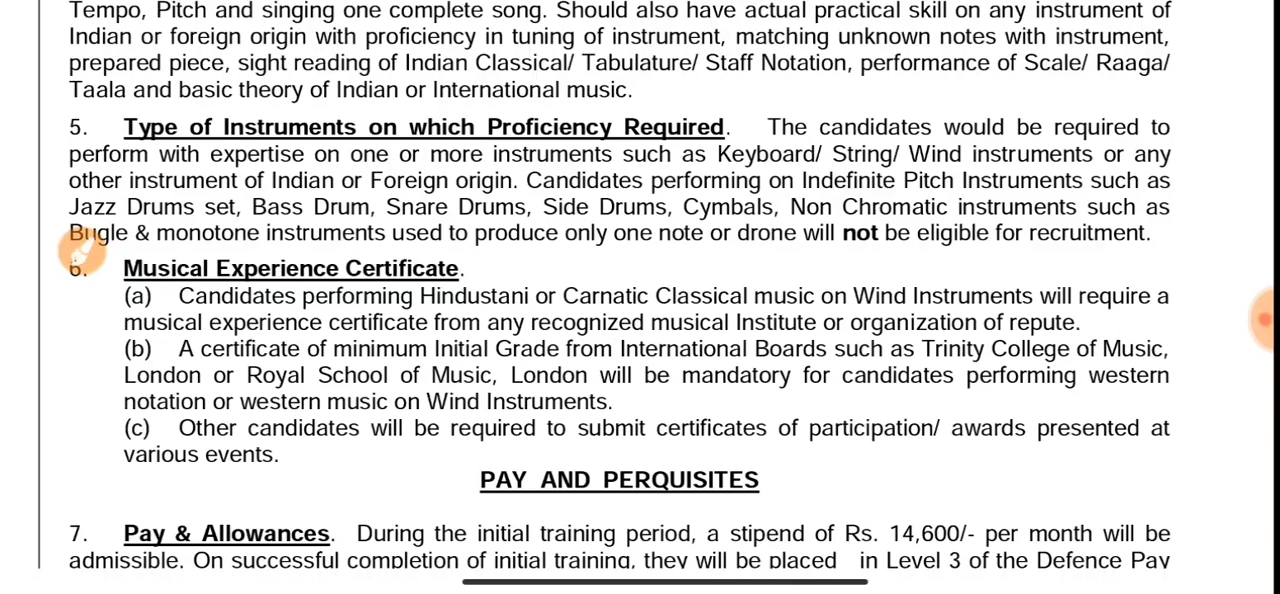 Tempo, Pitch and singing one complete song. Should also have actual practical skill on any instrument of
Indian or foreign origin with proficiency in tuning of instrument, matching unknown notes with instrument,
prepared piece, sight reading of Indian Classical/ Tabulature/ Staff Notation, performance of Scale/ Raaga/
Taala and basic theory of Indian or International music.
5. Type of Instruments on which Proficiency Required. The candidates would be required to
perform with expertise on one or more instruments such as Keyboard/ String/ Wind instruments or any
other instrument of Indian or Foreign origin. Candidates performing on Indefinite Pitch Instruments such as
Jazz Drums set, Bass Drum, Snare Drums, Side Drums, Cymbals, Non Chromatic instruments such as
Bugle & monotone instruments used to produce only one note or drone will not be eligible for recruitment.
6. Musical Experience Certificate.
(a) Candidates performing Hindustani or Carnatic Classical music on Wind Instruments will require a
musical experience certificate from any recognized musical Institute or organization of repute.
(b) A certificate of minimum Initial Grade from International Boards such as Trinity College of Music,
London or Royal School of Music, London will be mandatory for candidates performing western
notation or western music on Wind Instruments.
(c) Other candidates will be required to submit certificates of participation/ awards presented at
various events.
PAY AND PERQUISITES
7. Pay & Allowances. During the initial training period, a stipend of Rs. 14,600/- per month will be
admissible. On successful completion of initial training, they will be placed in Level 3 of the Defence Pay